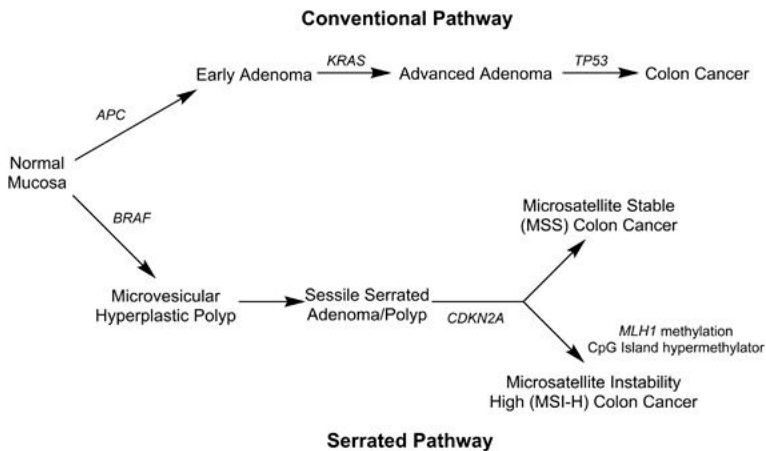 Conventional Pathway
KRAS
TP53
Early Adenoma
Advanced Adenoma
Colon Cancer
APC
Normal
Mucosa
BRAF
Microsatellite Stable
(MSS) Colon Cancer
Microvesicular
Hyperplastic Polyp
Sessile Serrated
Adenoma/Polyp
CDKN2A
MLH1 methylation
CpG Island hypermethylator
Microsatellite Instability
High (MSI-H) Colon Cancer
Serrated Pathway